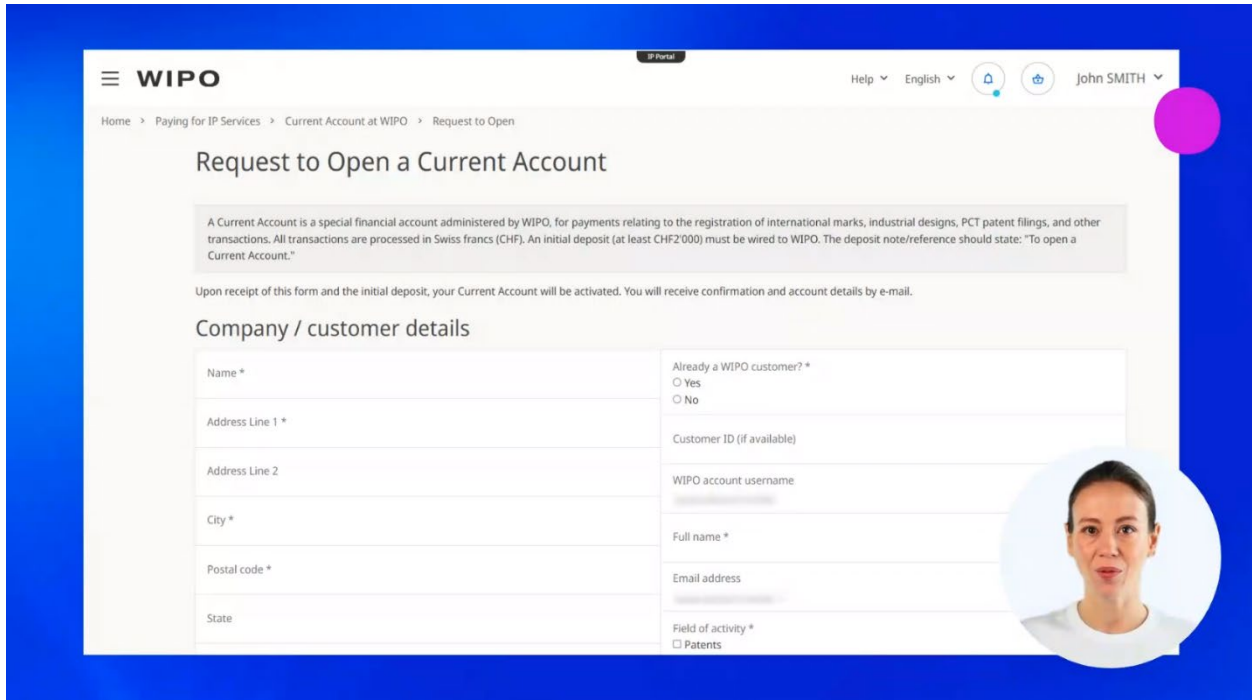 IP Portal
WIPO
Help
English
John SMITH
Home > Paying for IP Services > Current Account at WIPO > Request to Open
Request to Open a Current Account
A Current Account is a special financial account administered by WIPO, for payments relating to the registration of international marks, industrial designs, PCT patent filings, and other
transactions. All transactions are processed in Swiss francs (CHF). An initial deposit (at least CHF2'000) must be wired to WIPO. The deposit note/reference should state: "To open a
Current Account."
Upon receipt of this form and the initial deposit, your Current Account will be activated. You will receive confirmation and account details by e-mail.
Company / customer details
Name *
Address Line 1 *
Address Line 2
City *
Postal code *
State
Already a WIPO customer? *
Yes
No
Customer ID (if available)
WIPO account username
Full name *
Email address
Field of activity *
Patents